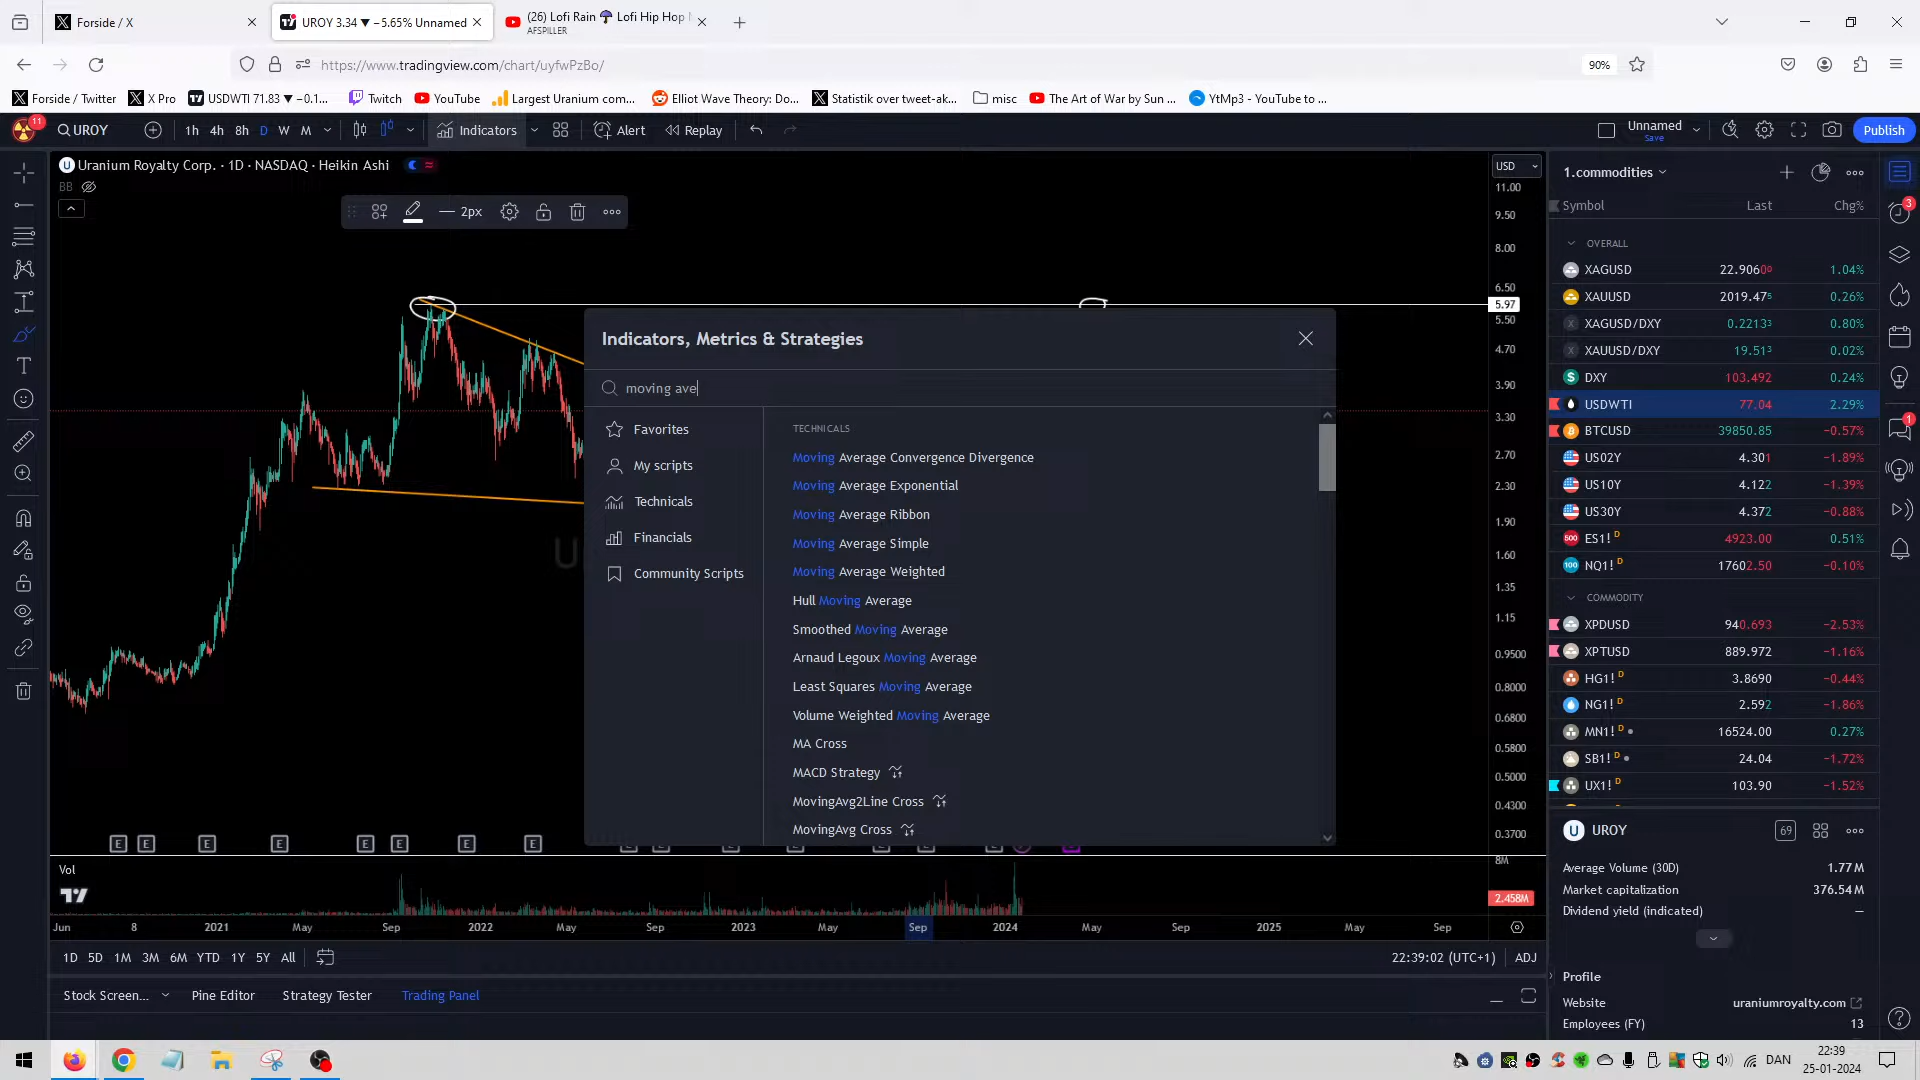 Forside / X
UROY 3.34 ▼ −5.65% Unnamed
(26) Lofi Rain ☂ Lofi Hip Hop
AFSPILLER
https://www.tradingview.com/chart/uyfwPzBo/
90%
Forside / Twitter
X Pro
USDWTI 71.83 ▼ −0.1...
Twitch
YouTube
Largest Uranium com...
Elliot Wave Theory: Do...
Statistik over tweet-ak...
misc
The Art of War by Sun ...
YtMp3 - YouTube to ...
11
UROY
1h 4h 8h D W M
Indicators
Alert
Replay
Unnamed
Save
Publish
Uranium Royalty Corp. · 1D · NASDAQ · Heikin Ashi
BB
2px
USD
11.00
9.50
8.00
6.50
5.97
5.50
4.70
3.90
3.30
2.70
2.30
1.90
1.60
1.35
1.15
0.9500
0.8000
0.6800
0.5800
0.5000
0.4300
0.3700
8M
2.458M
Indicators, Metrics & Strategies
moving ave
Favorites
My scripts
Technicals
Financials
Community Scripts
TECHNICALS
Moving Average Convergence Divergence
Moving Average Exponential
Moving Average Ribbon
Moving Average Simple
Moving Average Weighted
Hull Moving Average
Smoothed Moving Average
Arnaud Legoux Moving Average
Least Squares Moving Average
Volume Weighted Moving Average
MA Cross
MACD Strategy
MovingAvg2Line Cross
MovingAvg Cross
U
E E E E E E E E
Vol
Jun 8 2021 May Sep 2022 May Sep 2023 May Sep 2024 May Sep 2025 May Sep
1D 5D 1M 3M 6M YTD 1Y 5Y All
22:39:02 (UTC+1) ADJ
Stock Screen... Pine Editor Strategy Tester Trading Panel
1.commodities
Symbol Last Chg%
OVERALL
XAGUSD 22.9060 1.04%
XAUUSD 2019.475 0.26%
XAGUSD/DXY 0.22133 0.80%
XAUUSD/DXY 19.513 0.02%
DXY 103.492 0.24%
USDWTI 77.04 2.29%
BTCUSD 39850.85 −0.57%
US02Y 4.301 −1.89%
US10Y 4.122 −1.39%
US30Y 4.372 −0.88%
ES1! D 4923.00 0.51%
NQ1! D 17602.50 −0.10%
COMMODITY
XPDUSD 940.693 −2.53%
XPTUSD 889.972 −1.16%
HG1! D 3.8690 −0.44%
NG1! D 2.592 −1.86%
MN1! D 16524.00 0.27%
SB1! D 24.04 −1.72%
UX1! D 103.90 −1.52%
UROY
69
Average Volume (30D) 1.77M
Market capitalization 376.54M
Dividend yield (indicated) —
Profile
Website uraniumroyalty.com
Employees (FY) 13
3
1
DAN
22:39
25-01-2024